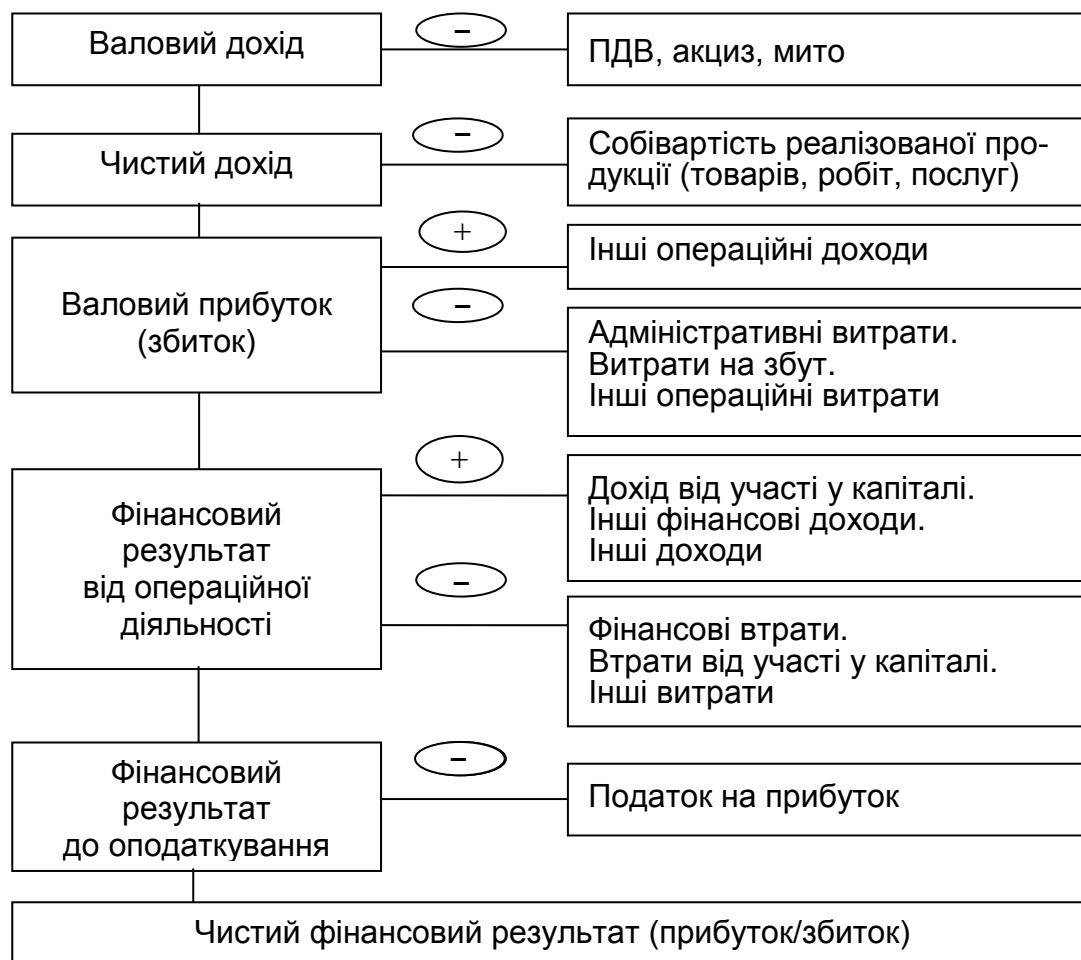 Валовий дохід
−
ПДВ, акциз, мито
Чистий дохід
−
Собівартість реалізованої про-
дукції (товарів, робіт, послуг)
Валовий прибуток
(збиток)
+
Інші операційні доходи
−
Адміністративні витрати.
Витрати на збут.
Інші операційні витрати
Фінансовий
результат
від операційної
діяльності
+
Дохід від участі у капіталі.
Інші фінансові доходи.
Інші доходи
−
Фінансові втрати.
Втрати від участі у капіталі.
Інші витрати
Фінансовий
результат
до оподаткування
−
Податок на прибуток
Чистий фінансовий результат (прибуток/збиток)